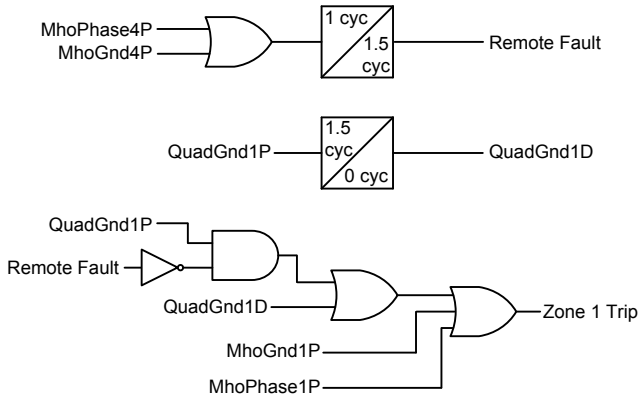 MhoPhase4P
MhoGnd4P
1 cyc
1.5
cyc
Remote Fault
QuadGnd1P
1.5
cyc
0 cyc
QuadGnd1D
QuadGnd1P
Remote Fault
QuadGnd1D
Zone 1 Trip
MhoGnd1P
MhoPhase1P